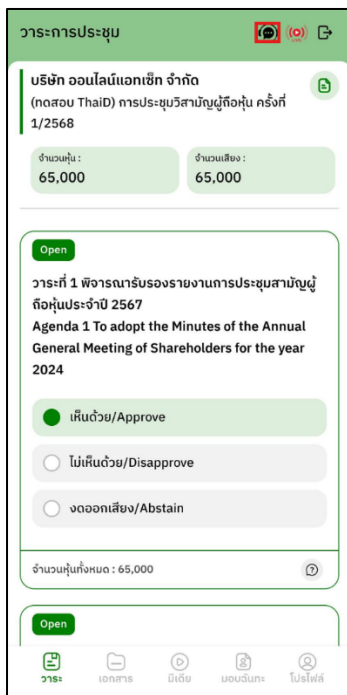 วาระการประชุม
บริษัท ออนไลน์แอทเซ็ท จำกัด
(ทดสอบ ThaiD) การประชุมวิสามัญผู้ถือหุ้น ครั้งที่
1/2568
จำนวนหุ้น :
65,000
จำนวนเสียง :
65,000
Open
วาระที่ 1 พิจารณารับรองรายงานการประชุมสามัญผู้
ถือหุ้นประจำปี 2567
Agenda 1 To adopt the Minutes of the Annual
General Meeting of Shareholders for the year
2024
เห็นด้วย/Approve
ไม่เห็นด้วย/Disapprove
งดออกเสียง/Abstain
จำนวนหุ้นทั้งหมด : 65,000
Open
วาระ เอกสาร มีเดีย มอบฉันทะ โปรไฟล์